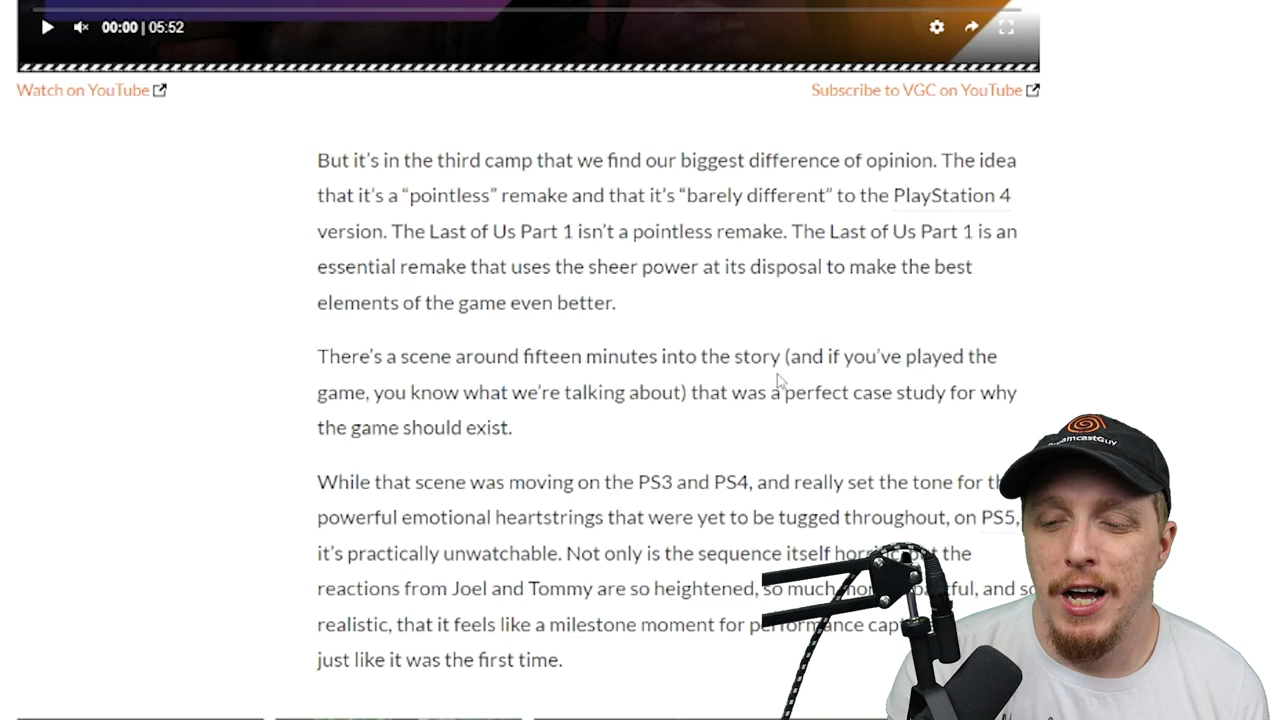 00:00 | 05:52
Watch on YouTube
Subscribe to VGC on YouTube
But it’s in the third camp that we find our biggest difference of opinion. The idea
that it’s a “pointless” remake and that it’s “barely different” to the PlayStation 4
version. The Last of Us Part 1 isn’t a pointless remake. The Last of Us Part 1 is an
essential remake that uses the sheer power at its disposal to make the best
elements of the game even better.
There’s a scene around fifteen minutes into the story (and if you’ve played the
game, you know what we’re talking about) that was a perfect case study for why
the game should exist.
While that scene was moving on the PS3 and PS4, and really set the tone for
powerful emotional heartstrings that were yet to be tugged throughout, on PS5,
it’s practically unwatchable. Not only is the sequence itself the
reactions from Joel and Tommy are so heightened, so much and so
realistic, that it feels like a milestone moment for performance
just like it was the first time.
DreamcastGuy